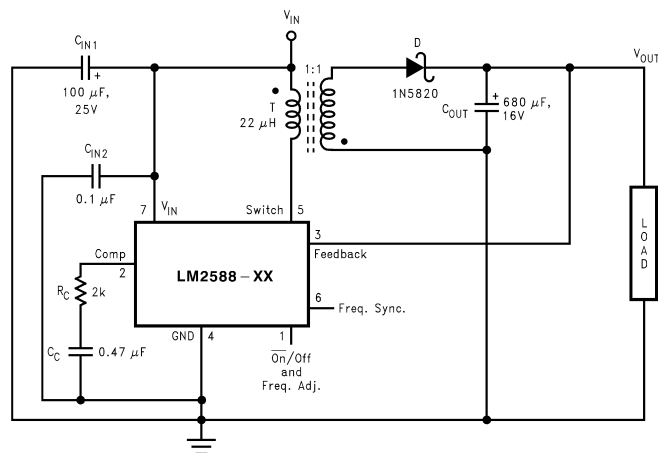 V_IN
C_IN1
+
100 μF,
25V
1:1
T
22 μH
D
1N5820
V_OUT
+
680 μF,
16V
C_OUT
C_IN2
0.1 μF
7 V_IN
Switch 5
3
Feedback
LOAD
Comp
2
LM2588-XX
R_C 2k
6
Freq. Sync.
GND 4
1
C_C 0.47 μF
O̅n̅/Off
and
Freq. Adj.